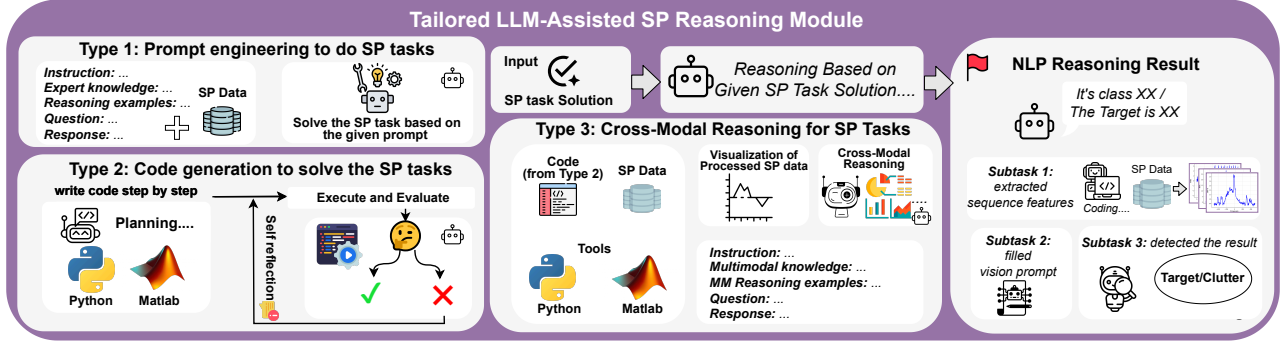 Tailored LLM-Assisted SP Reasoning Module
Type 1: Prompt engineering to do SP tasks
Instruction: ...
Expert knowledge: ...
Reasoning examples: ...
Question: ...
Response: ...
SP Data
Solve the SP task based on
the given prompt
Type 2: Code generation to solve the SP tasks
write code step by step
Planning....
Python
Matlab
Self reflection
Execute and Evaluate
Input
SP task Solution
Reasoning Based on
Given SP Task Solution....
Type 3: Cross-Modal Reasoning for SP Tasks
Code
(from Type 2)
SP Data
Tools
Python
Matlab
Visualization of
Processed SP data
Cross-Modal
Reasoning
Instruction: ...
Multimodal knowledge: ...
MM Reasoning examples: ...
Question: ...
Response: ...
NLP Reasoning Result
It's class XX /
The Target is XX
Subtask 1:
extracted
sequence features
Coding....
SP Data
Subtask 2:
filled
vision prompt
Subtask 3: detected the result
Target/Clutter